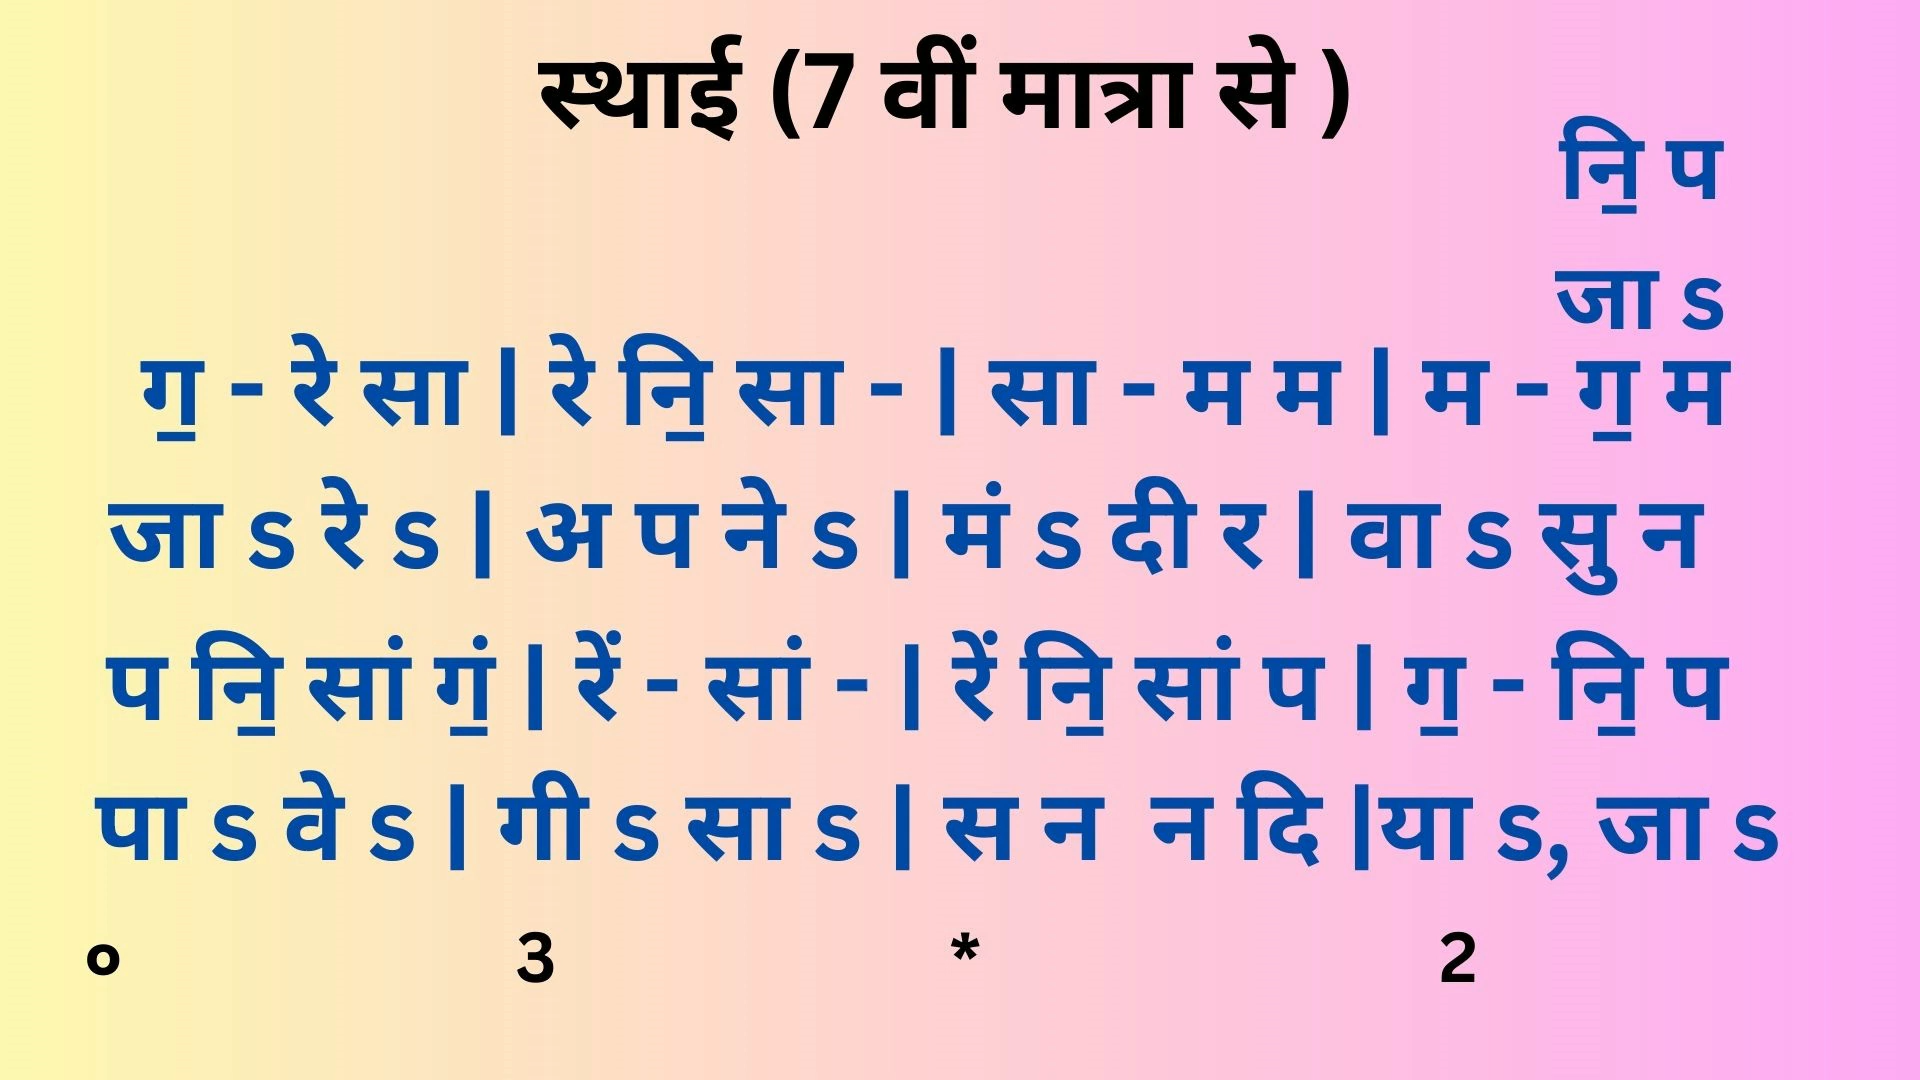 स्थाई (7 वीं मात्रा से )
नि॒ प
जा s
ग॒ - रे सा | रे नि॒ सा - | सा - म म | म - ग॒ म
जा s रे s | अ प ने s | मं s दी र | वा s सु न
प नि॒ सां गं॒ | रें - सां - | रें नि॒ सां प | ग॒ - नि॒ प
पा s वे s | गी s सा s | स न न दि |या s, जा s
o 3 * 2